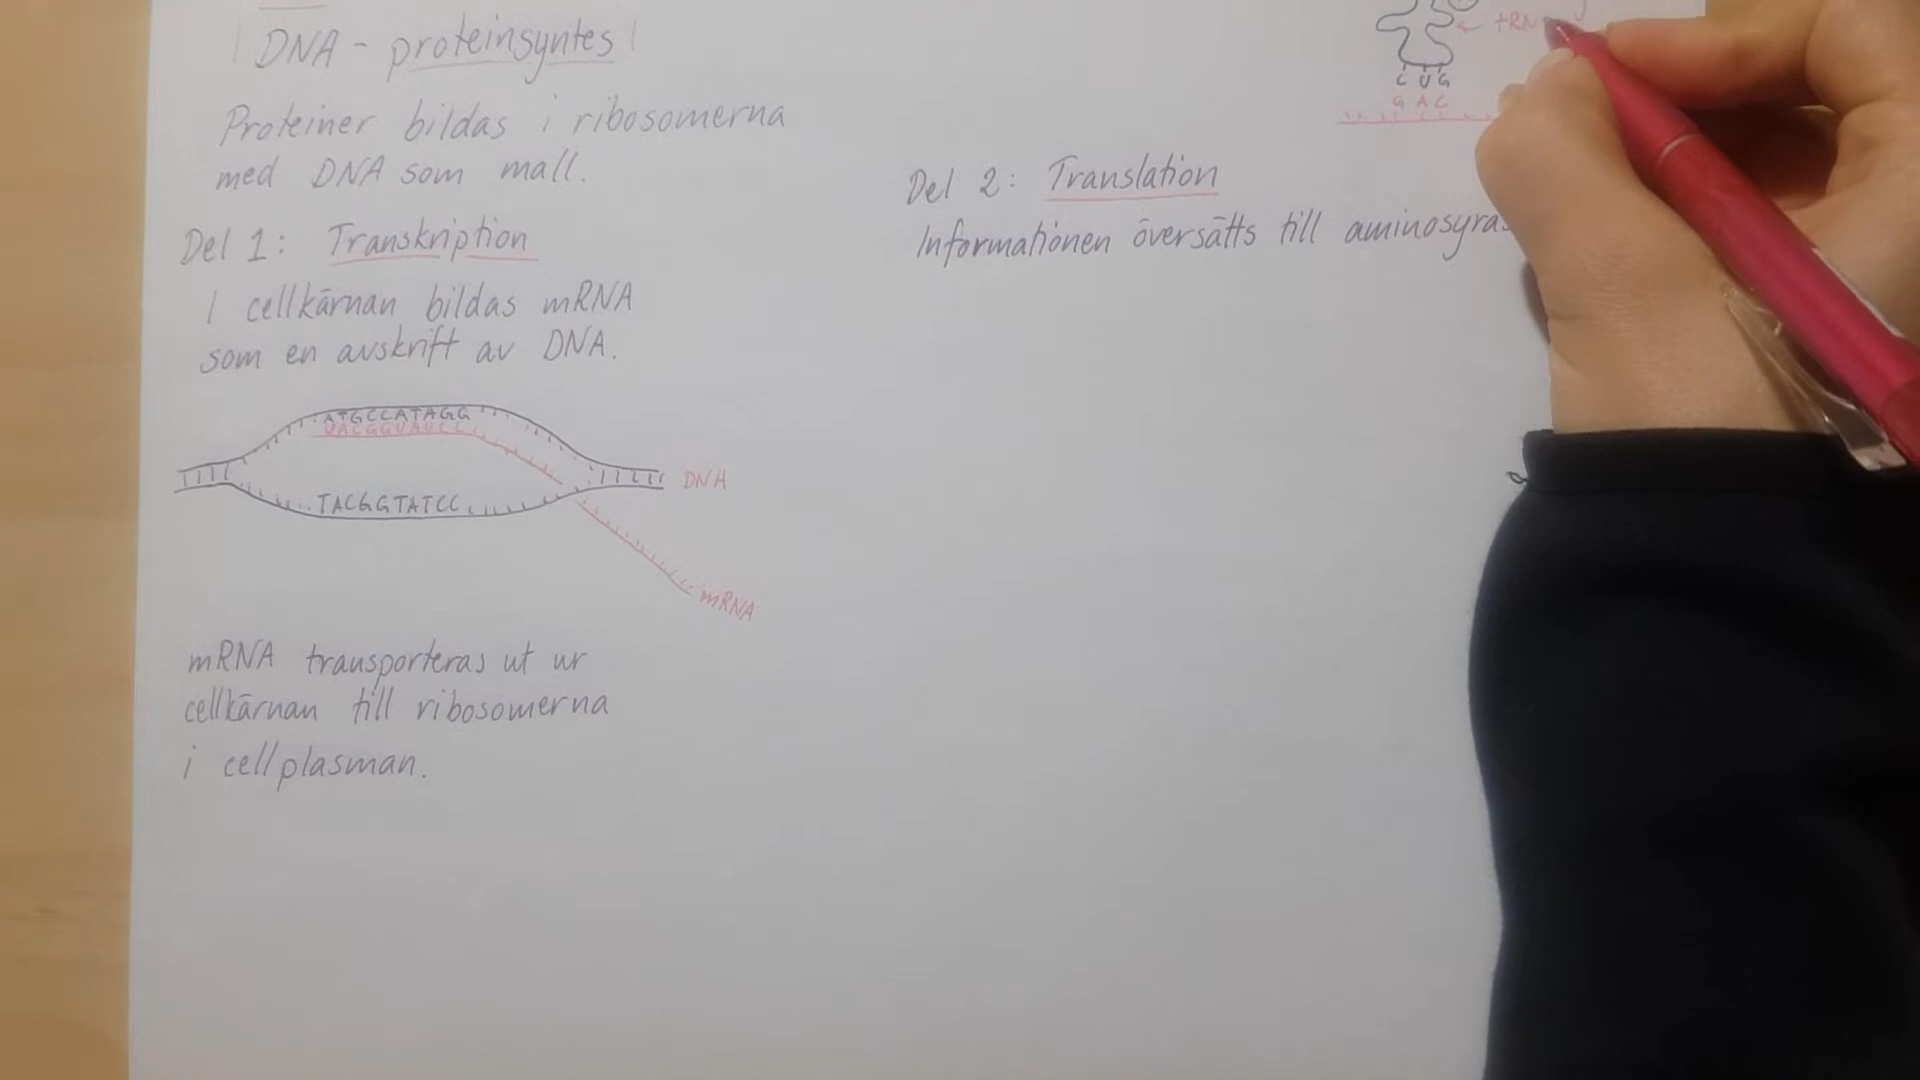 DNA - proteinsyntes
Proteiner bildas i ribosomerna
med DNA som mall.
Del 1: Transkription
I cellkärnan bildas mRNA
som en avskrift av DNA.
ATGCCATAGG
UACGGUAUCC
DNA
TACGGTATCC
mRNA
mRNA transporteras ut ur
cellkärnan till ribosomerna
i cellplasman.
tRN
CUG
GAC
Del 2: Translation
Informationen översätts till aminosyras